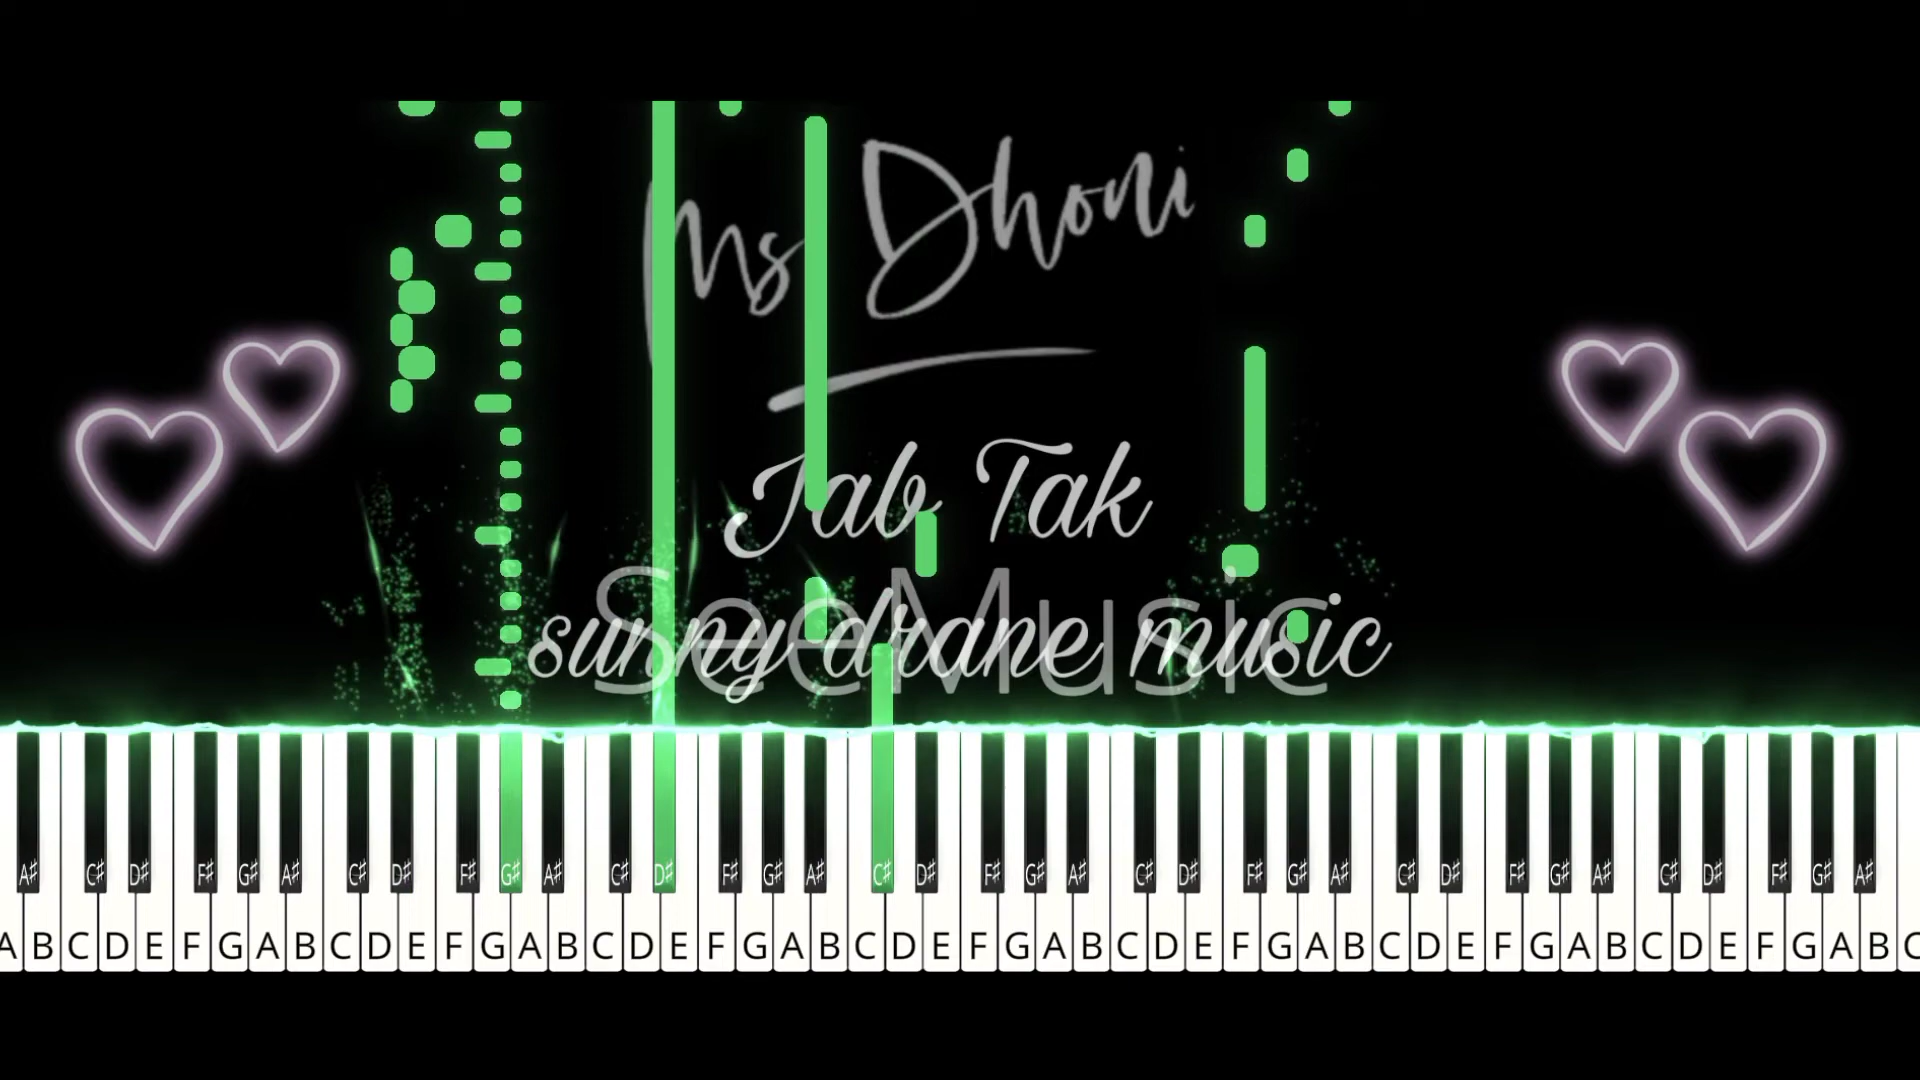 Ms Dhoni
Jab Tak
SeeMusic
sunny drane music
A# C# D# F# G# A# C# D# F# G# A# C# D# F# G# A# C# D# F# G# A# C# D# F# G# A# C# D# F# G# A# C# D# F# G# A#
A B C D E F G A B C D E F G A B C D E F G A B C D E F G A B C D E F G A B C D E F G A B C D E F G A B C